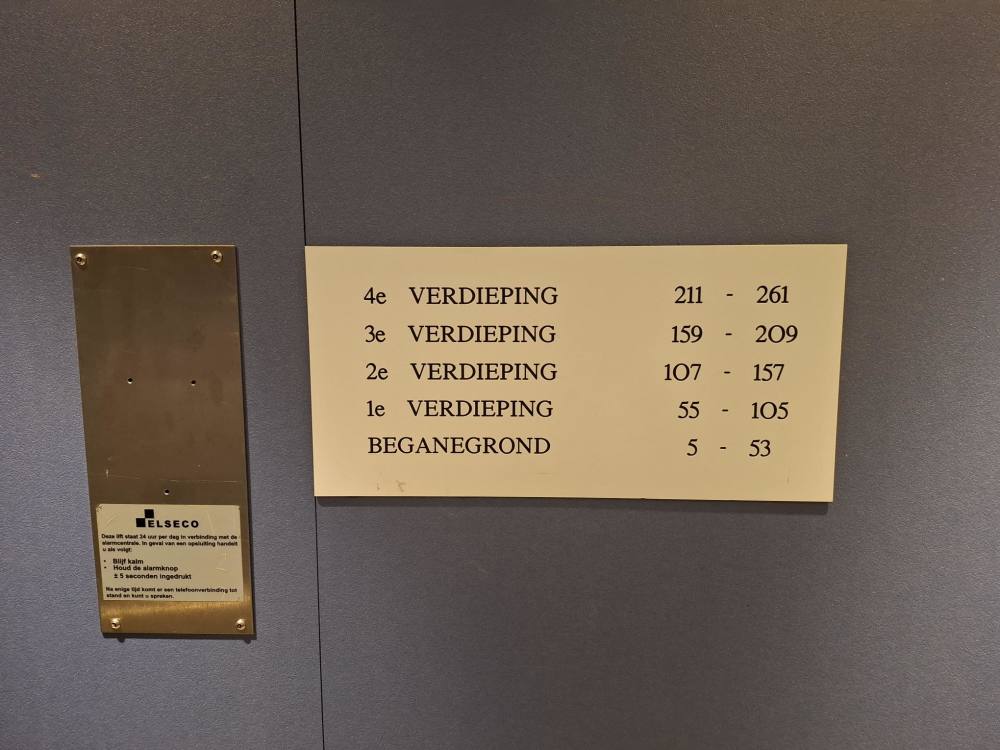 4e VERDIEPING 211 - 261
3e VERDIEPING 159 - 209
2e VERDIEPING 107 - 157
1e VERDIEPING 55 - 105
BEGANEGROND 5 - 53
ELSECO
Deze lift staat 24 uur per dag in verbinding met de
alarmcentrale. In geval van een opsluiting handelt
u als volgt:
• Blijf kalm
• Houd de alarmknop
± 5 seconden ingedrukt
Na enige tijd komt er een telefoonverbinding tot
stand en kunt u spreken.